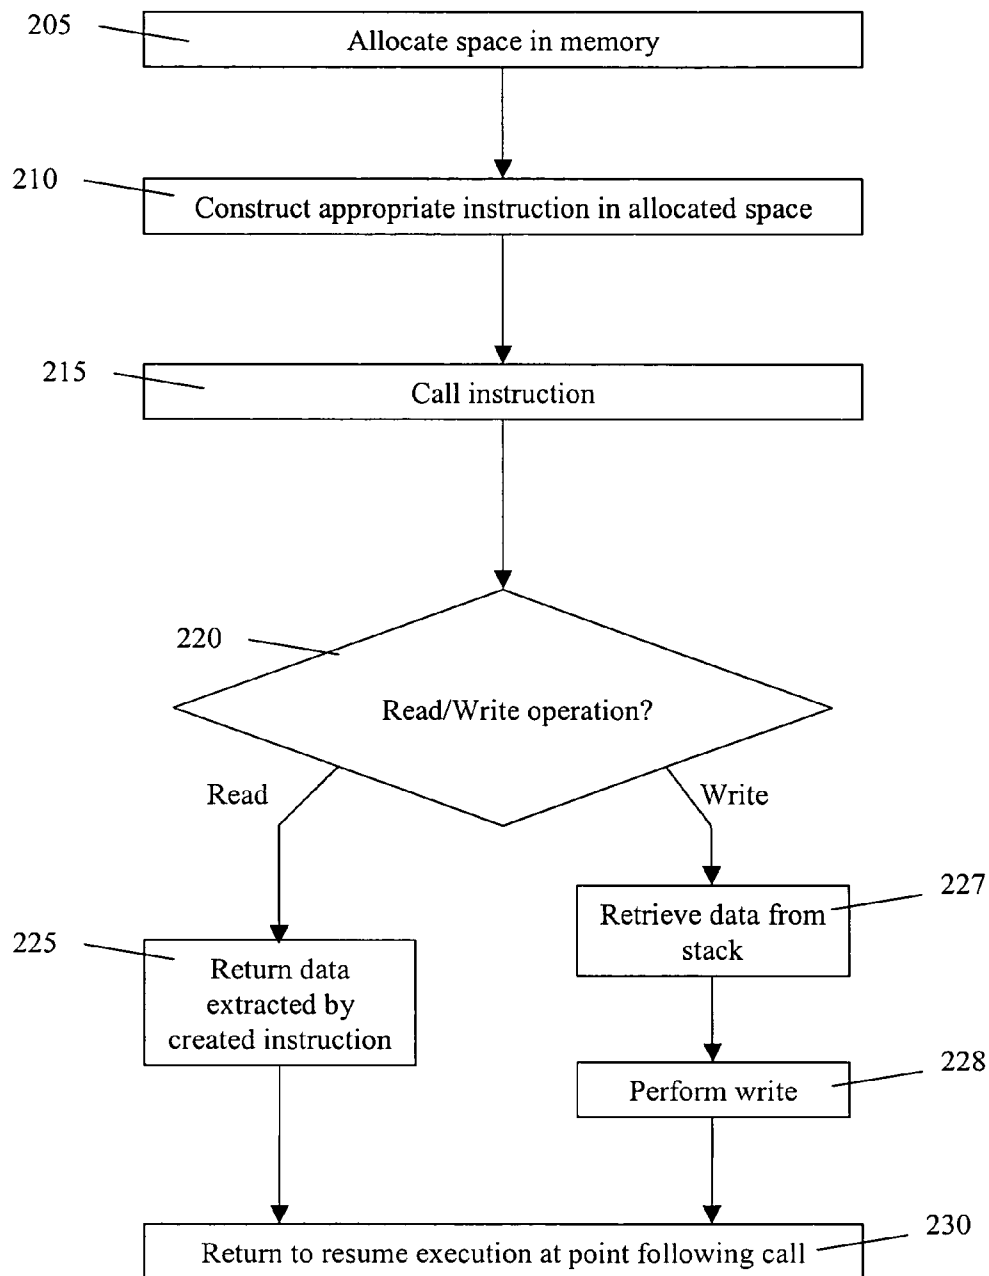 205
Allocate space in memory
210
Construct appropriate instruction in allocated space
215
Call instruction
220
Read/Write operation?
Read
Write
227
Retrieve data from
stack
225
Return data
extracted by
created instruction
228
Perform write
230
Return to resume execution at point following call